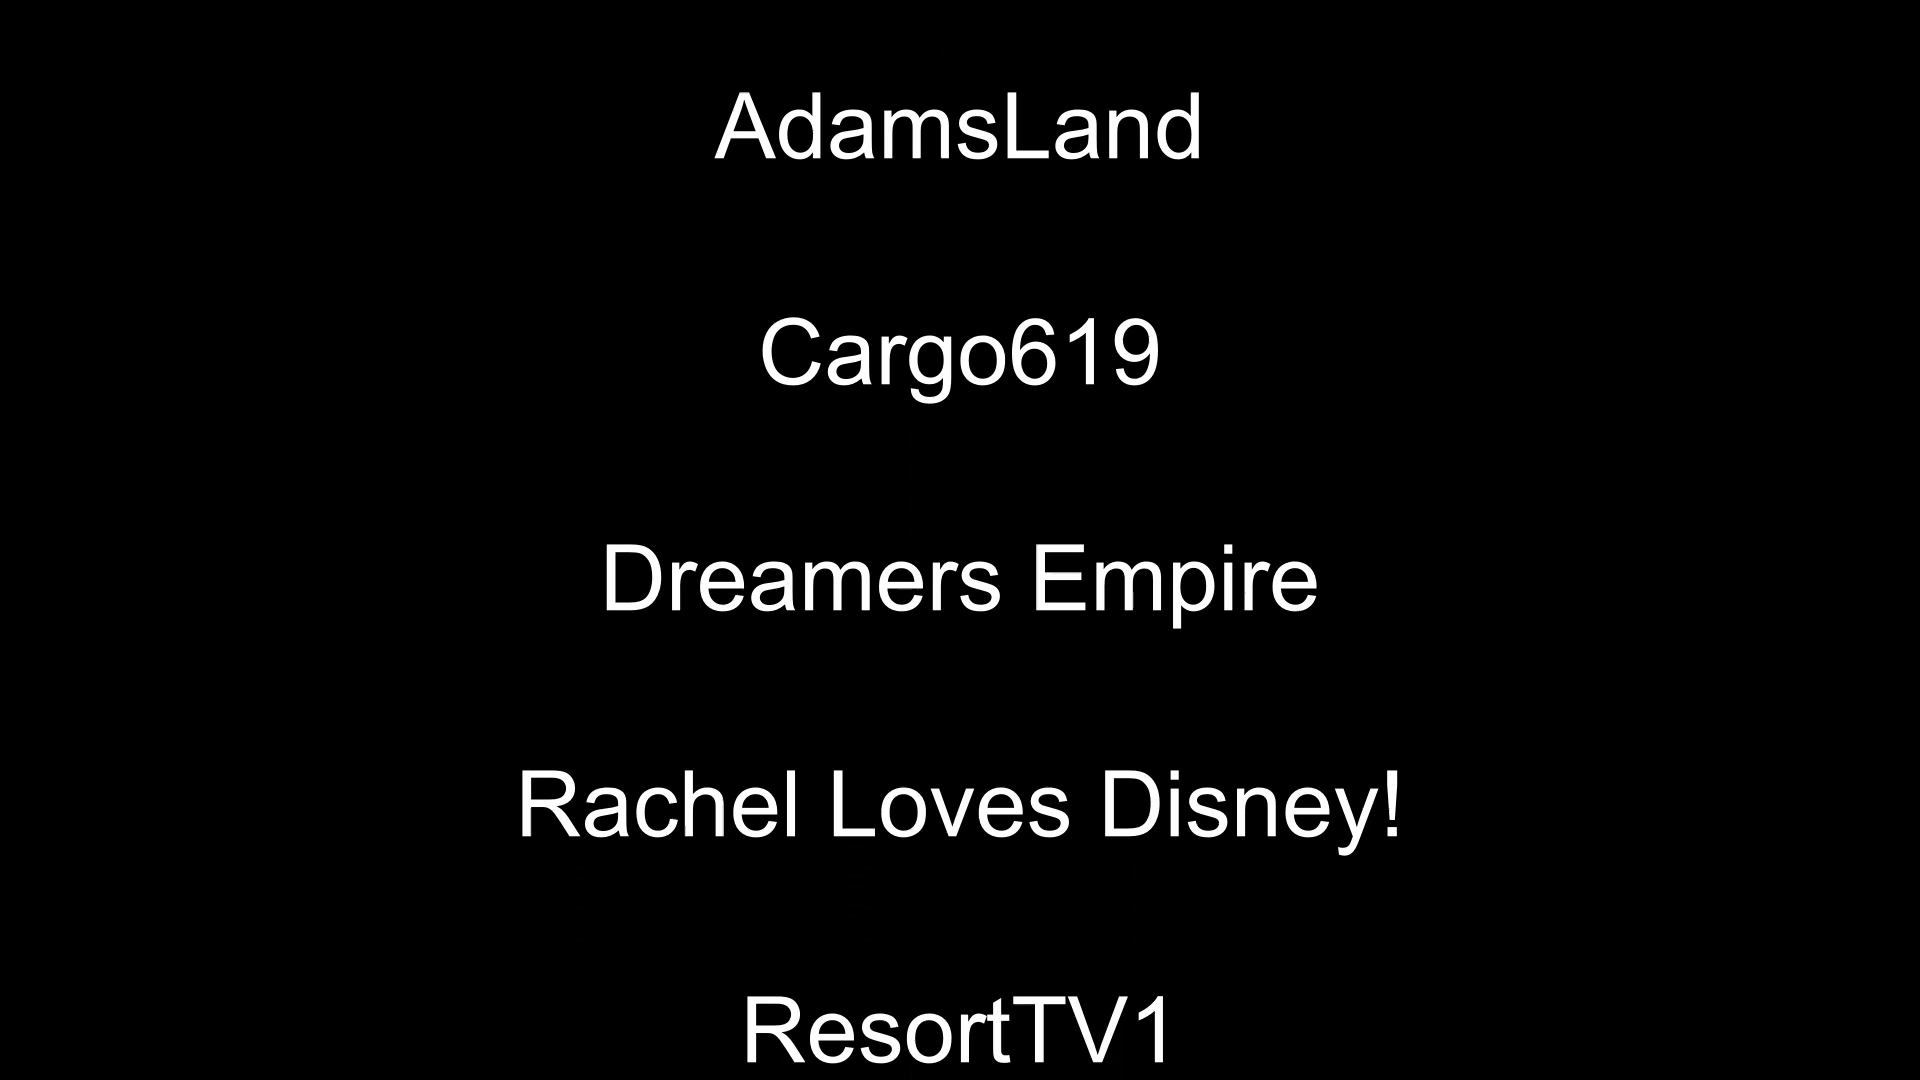 AdamsLand
Cargo619
Dreamers Empire
Rachel Loves Disney!
ResortTV1